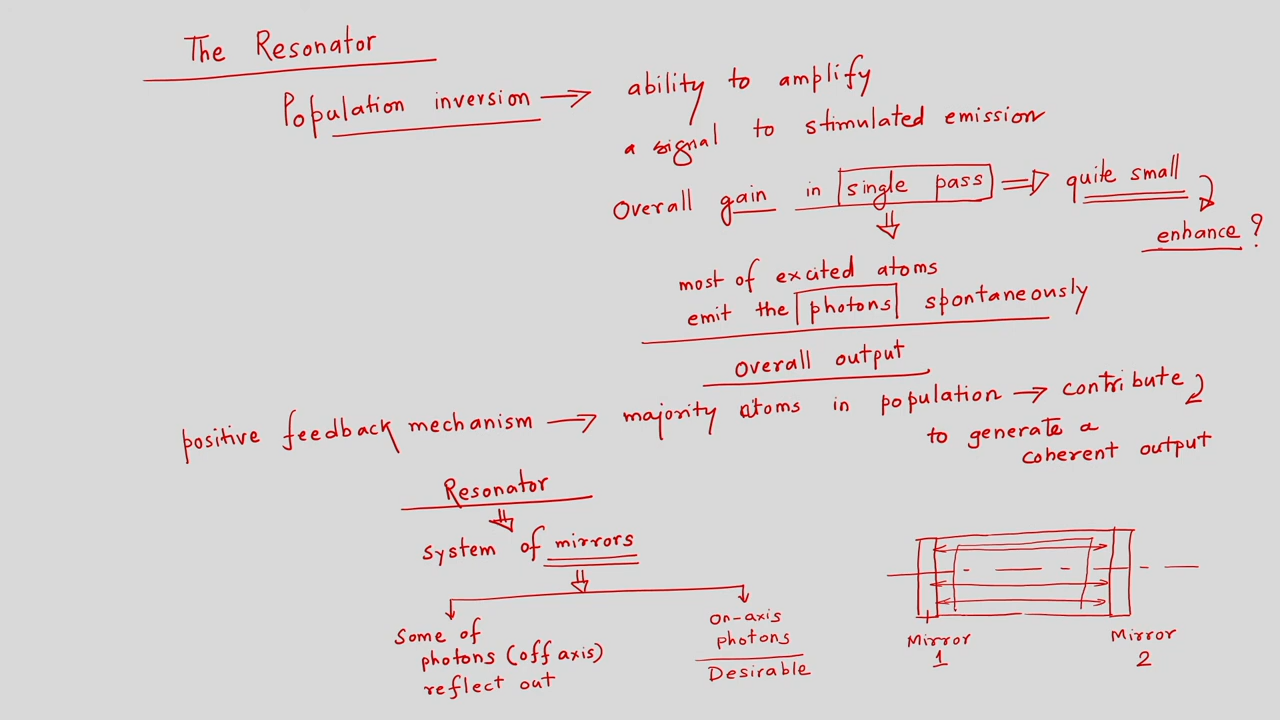 The Resonator
Population inversion → ability to amplify
a signal to stimulated emission
Overall gain in single pass ⇒ quite small
enhance ?
most of excited atoms
emit the photons spontaneously
Overall output
positive feedback mechanism → majority atoms in population → contribute
to generate a
coherent output
Resonator
system of mirrors
Some of
photons (off axis)
reflect out
on-axis
photons
Desirable
Mirror
1
Mirror
2